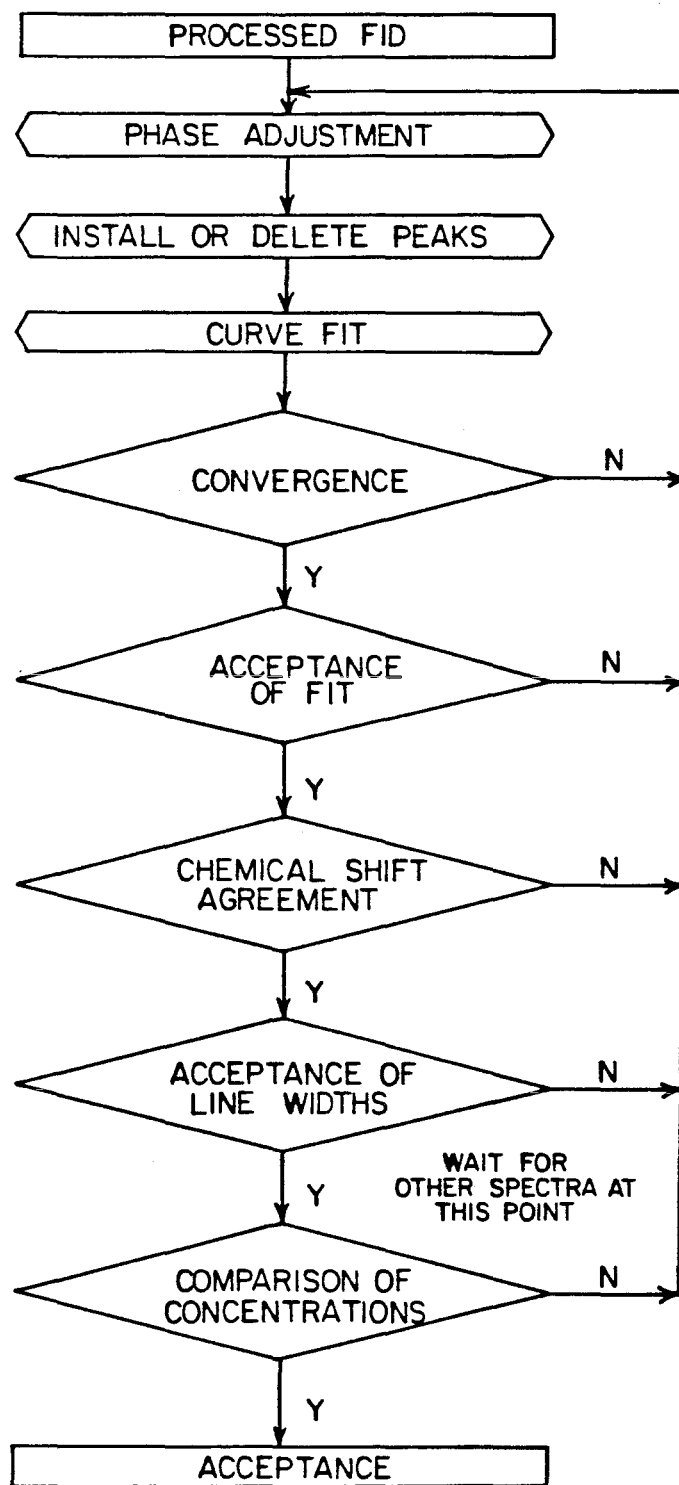 PROCESSED FID
PHASE ADJUSTMENT
INSTALL OR DELETE PEAKS
CURVE FIT
CONVERGENCE
N
Y
ACCEPTANCE
OF FIT
N
Y
CHEMICAL SHIFT
AGREEMENT
N
Y
ACCEPTANCE OF
LINE WIDTHS
N
Y
WAIT FOR
OTHER SPECTRA AT
THIS POINT
COMPARISON OF
CONCENTRATIONS
N
Y
ACCEPTANCE